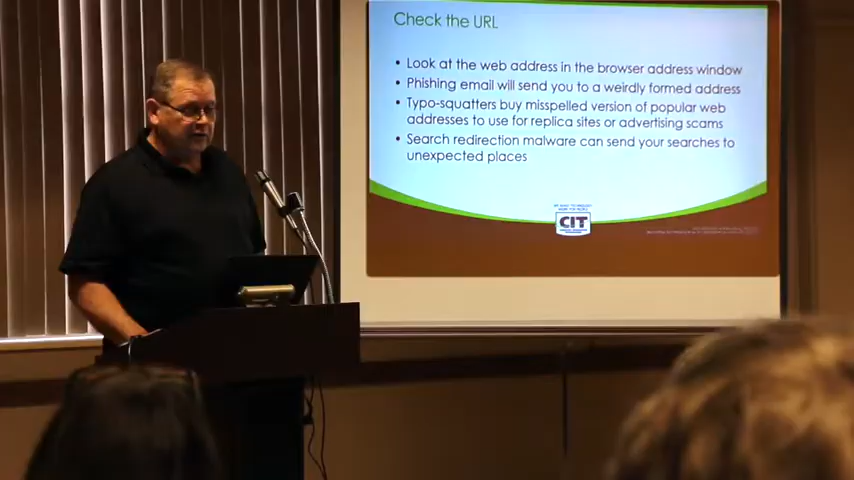 Check the URL
• Look at the web address in the browser address window
• Phishing email will send you to a weirdly formed address
• Typo-squatters buy misspelled version of popular web
addresses to use for replica sites or advertising scams
• Search redirection malware can send your searches to
unexpected places
CIT